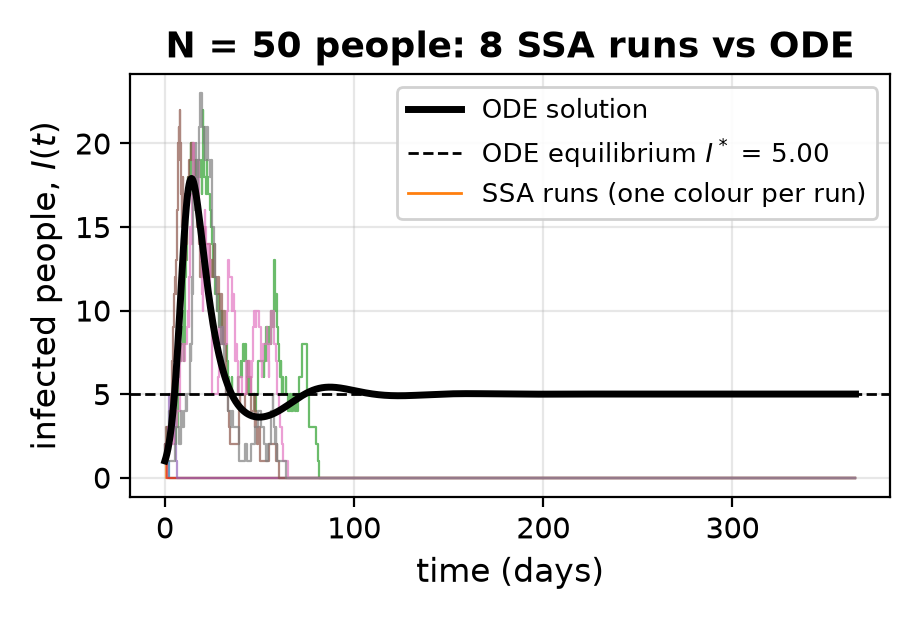 N = 50 people: 8 SSA runs vs ODE
ODE solution
ODE equilibrium I* = 5.00
SSA runs (one colour per run)
infected people, I(t)
20
15
10
5
0
0 100 200 300
time (days)